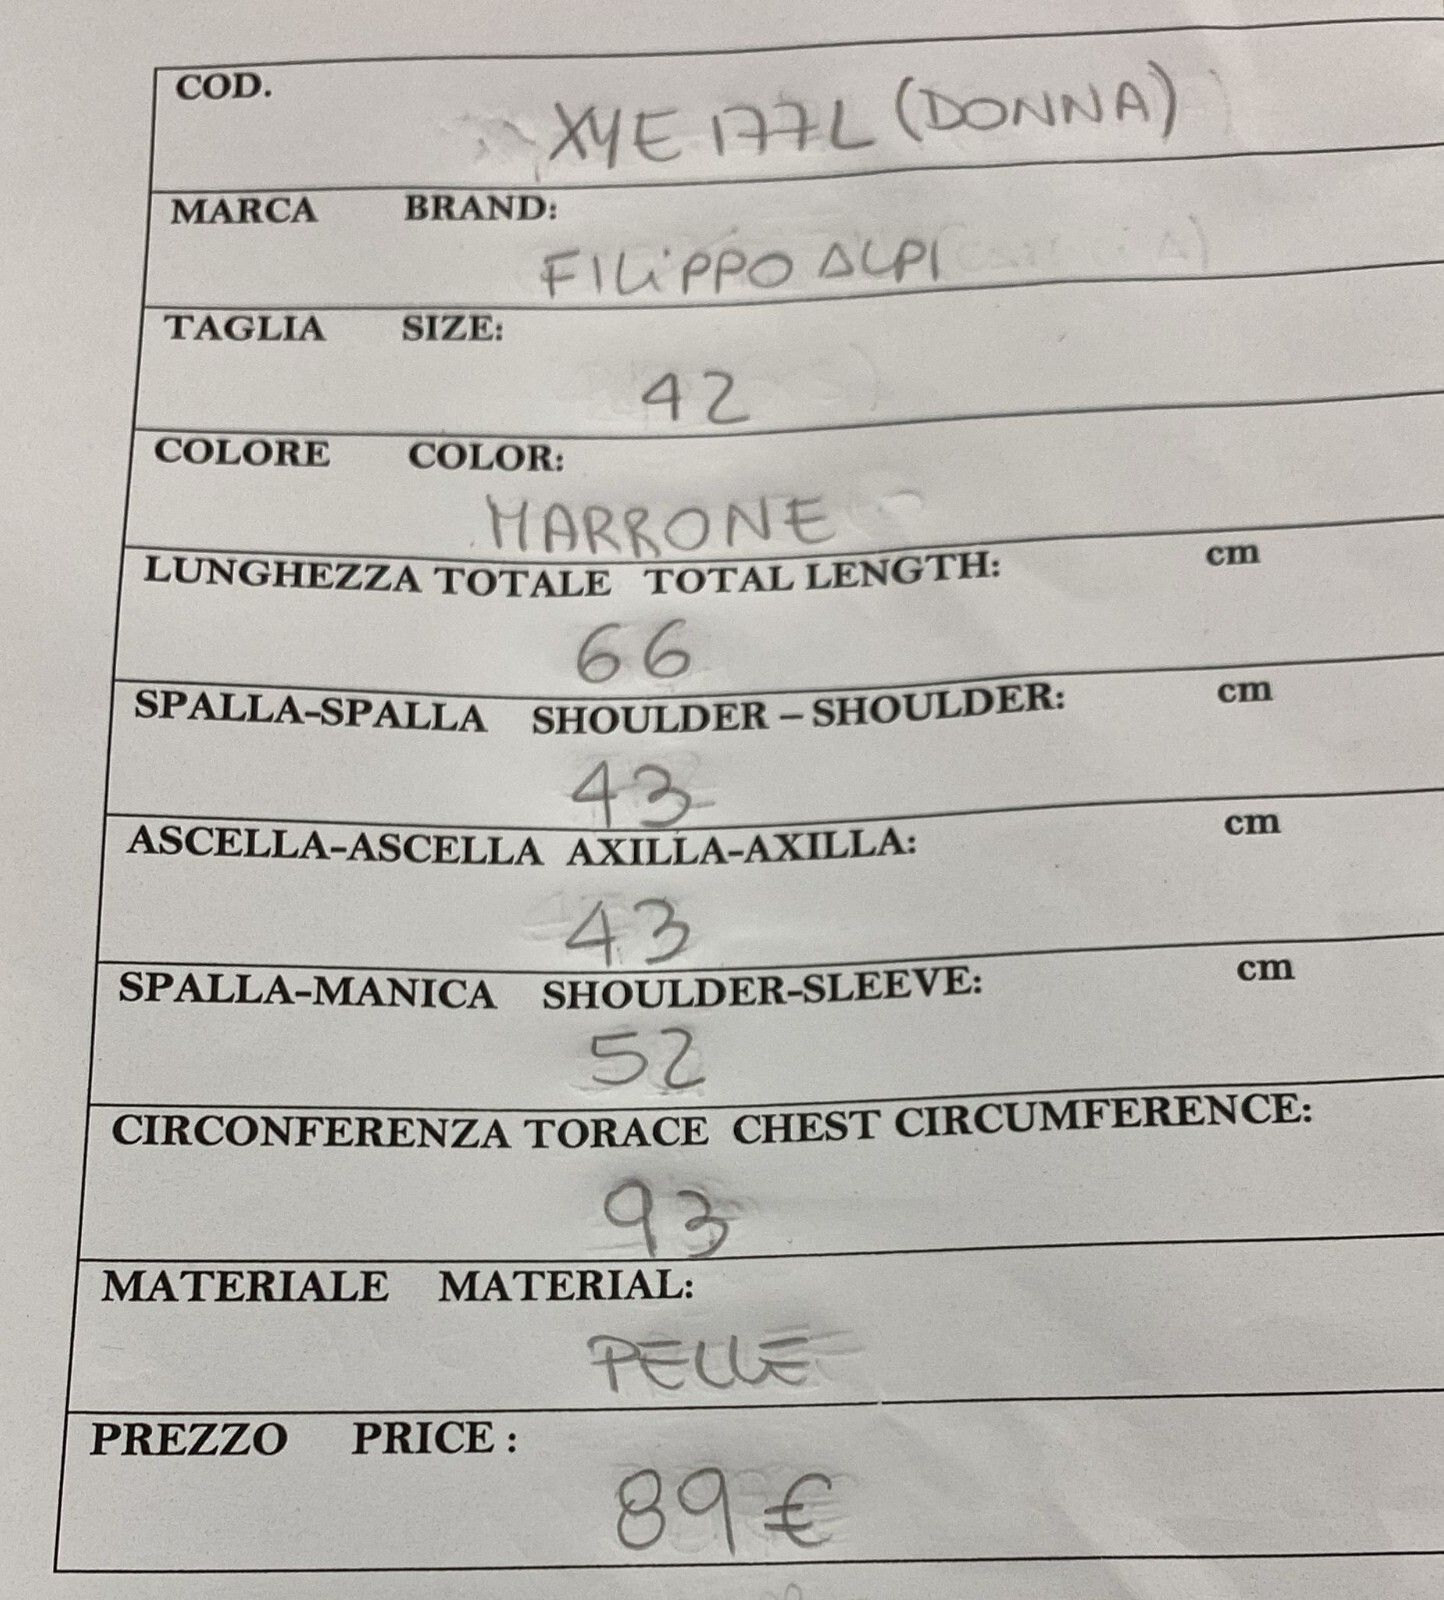 COD.
XYE 177L (DONNA)
MARCA BRAND:
FILIPPO ALPI
TAGLIA SIZE:
42
COLORE COLOR:
MARRONE
LUNGHEZZA TOTALE TOTAL LENGTH: cm
66
SPALLA-SPALLA SHOULDER – SHOULDER: cm
43
ASCELLA-ASCELLA AXILLA-AXILLA: cm
43
SPALLA-MANICA SHOULDER-SLEEVE: cm
52
CIRCONFERENZA TORACE CHEST CIRCUMFERENCE:
93
MATERIALE MATERIAL:
PELLE
PREZZO PRICE :
89 €